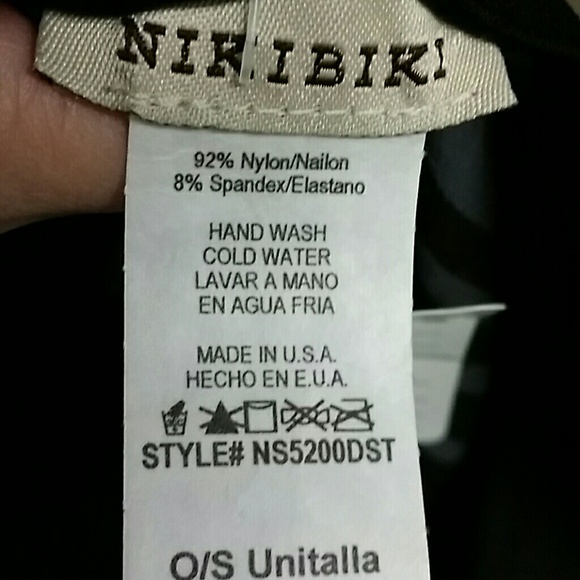 NIKIBIKI
92% Nylon/Nailon
8% Spandex/Elastano
HAND WASH
COLD WATER
LAVAR A MANO
EN AGUA FRIA
MADE IN U.S.A.
HECHO EN E.U.A.
STYLE# NS5200DST
O/S Unitalla